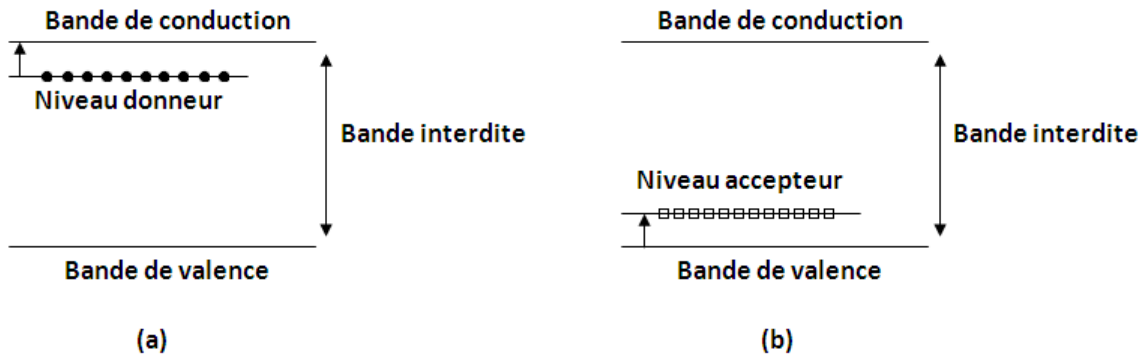 Bande de conduction
Niveau donneur
Bande interdite
Bande de valence
(a)
Bande de conduction
Niveau accepteur
Bande interdite
Bande de valence
(b)